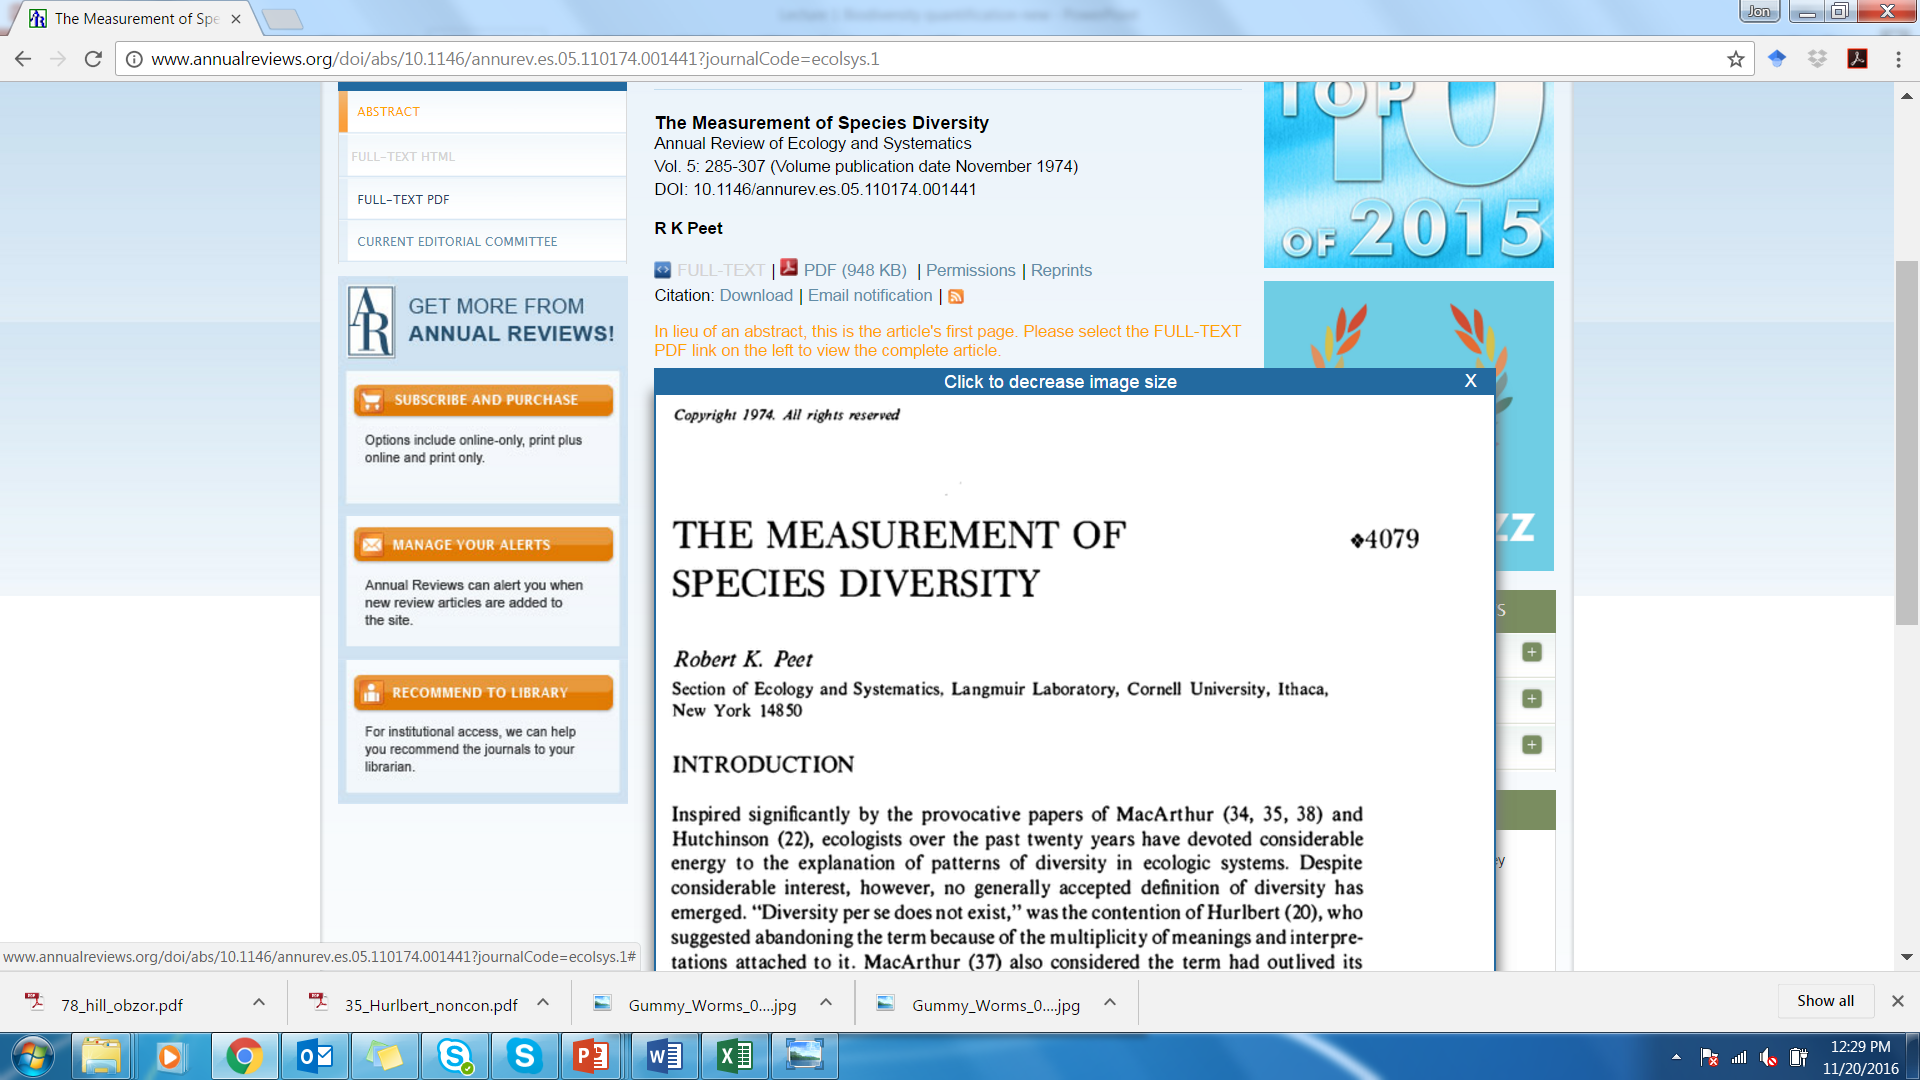 The Measurement of Spe
Jon
www.annualreviews.org/doi/abs/10.1146/annurev.es.05.110174.001441?journalCode=ecolsys.1
ABSTRACT
FULL-TEXT HTML
FULL-TEXT PDF
CURRENT EDITORIAL COMMITTEE
GET MORE FROM
ANNUAL REVIEWS!
SUBSCRIBE AND PURCHASE
Options include online-only, print plus
online and print only.
MANAGE YOUR ALERTS
Annual Reviews can alert you when
new review articles are added to
the site.
RECOMMEND TO LIBRARY
For institutional access, we can help
you recommend the journals to your
librarian.
The Measurement of Species Diversity
Annual Review of Ecology and Systematics
Vol. 5: 285-307 (Volume publication date November 1974)
DOI: 10.1146/annurev.es.05.110174.001441
R K Peet
FULL-TEXT | PDF (948 KB) | Permissions | Reprints
Citation: Download | Email notification |
In lieu of an abstract, this is the article's first page. Please select the FULL-TEXT
PDF link on the left to view the complete article.
Click to decrease image size X
Copyright 1974. All rights reserved
THE MEASUREMENT OF ❖4079
SPECIES DIVERSITY
Robert K. Peet
Section of Ecology and Systematics, Langmuir Laboratory, Cornell University, Ithaca,
New York 14850
INTRODUCTION
Inspired significantly by the provocative papers of MacArthur (34, 35, 38) and
Hutchinson (22), ecologists over the past twenty years have devoted considerable
energy to the explanation of patterns of diversity in ecologic systems. Despite
considerable interest, however, no generally accepted definition of diversity has
emerged. “Diversity per se does not exist,” was the contention of Hurlbert (20), who
suggested abandoning the term because of the multiplicity of meanings and interpre-
tations attached to it. MacArthur (37) also considered the term had outlived its
TOP
10
OF 2015
ZZ
S
ey
www.annualreviews.org/doi/abs/10.1146/annurev.es.05.110174.001441?journalCode=ecolsys.1#
78_hill_obzor.pdf
35_Hurlbert_noncon.pdf
Gummy_Worms_0....jpg
Gummy_Worms_0....jpg
Show all
12:29 PM
11/20/2016